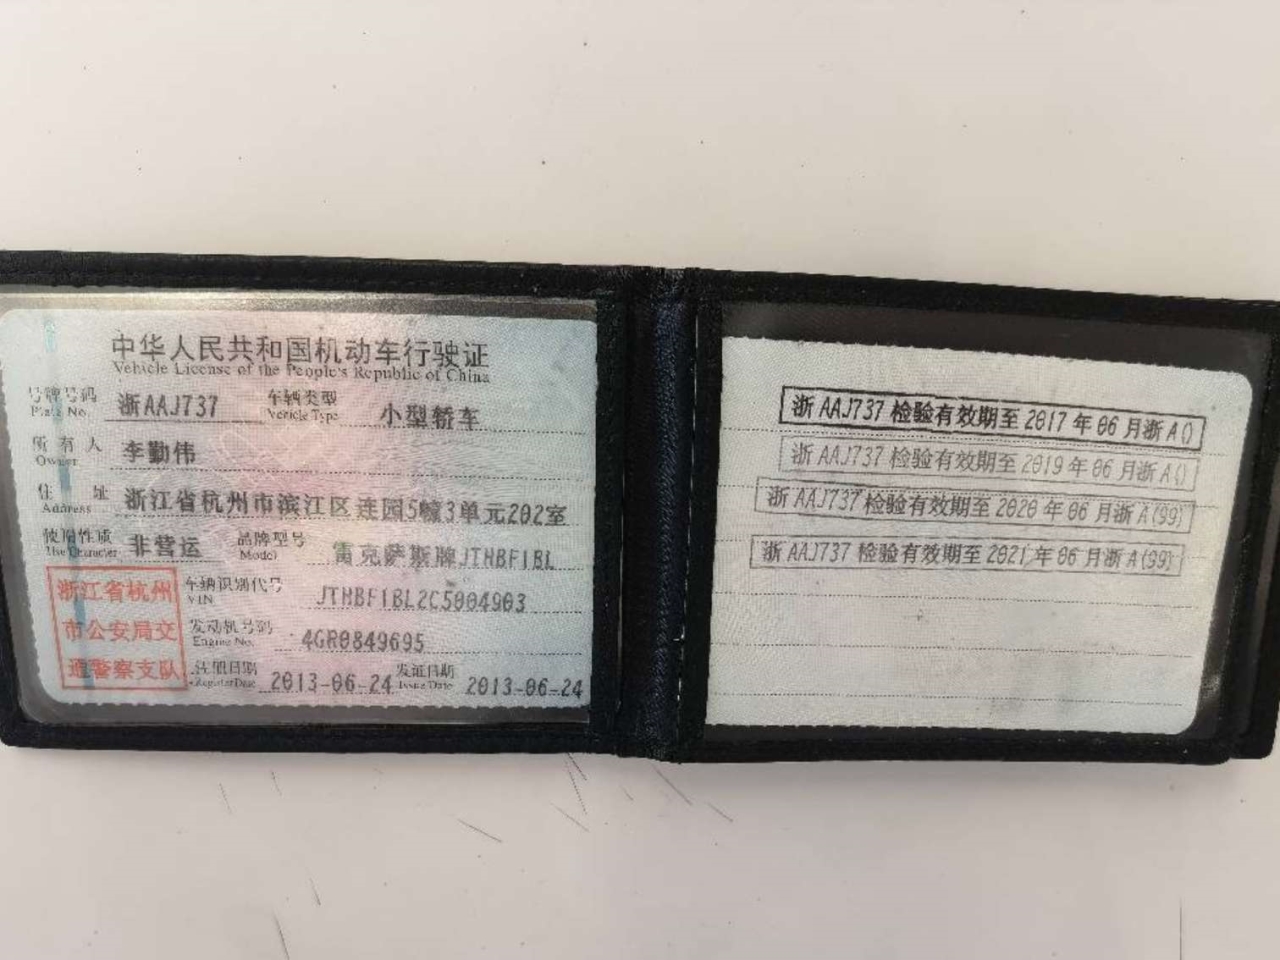 中华人民共和国机动车行驶证
Vehicle License of the People's Republic of China
号牌号码 浙AAJ737 车辆类型 小型轿车
Plate No. Vehicle Type
所有人 李勤伟
Owner
住址 浙江省杭州市滨江区连园5幢3单元202室
Address
使用性质 非营运 品牌型号 雷克萨斯牌JTHBF1BL
Use Character Model
浙江省杭州
市公安局交
通警察支队
车辆识别代号 JTHBF1BL2C5004903
VIN
发动机号码 4GR0849695
Engine No.
注册日期 2013-06-24 发证日期 2013-06-24
Register Date Issue Date
浙AAJ737检验有效期至2017年06月浙A()
浙AAJ737检验有效期至2019年06月浙A()
浙AAJ737检验有效期至2020年06月浙A(99)
浙AAJ737检验有效期至2021年06月浙A(99)